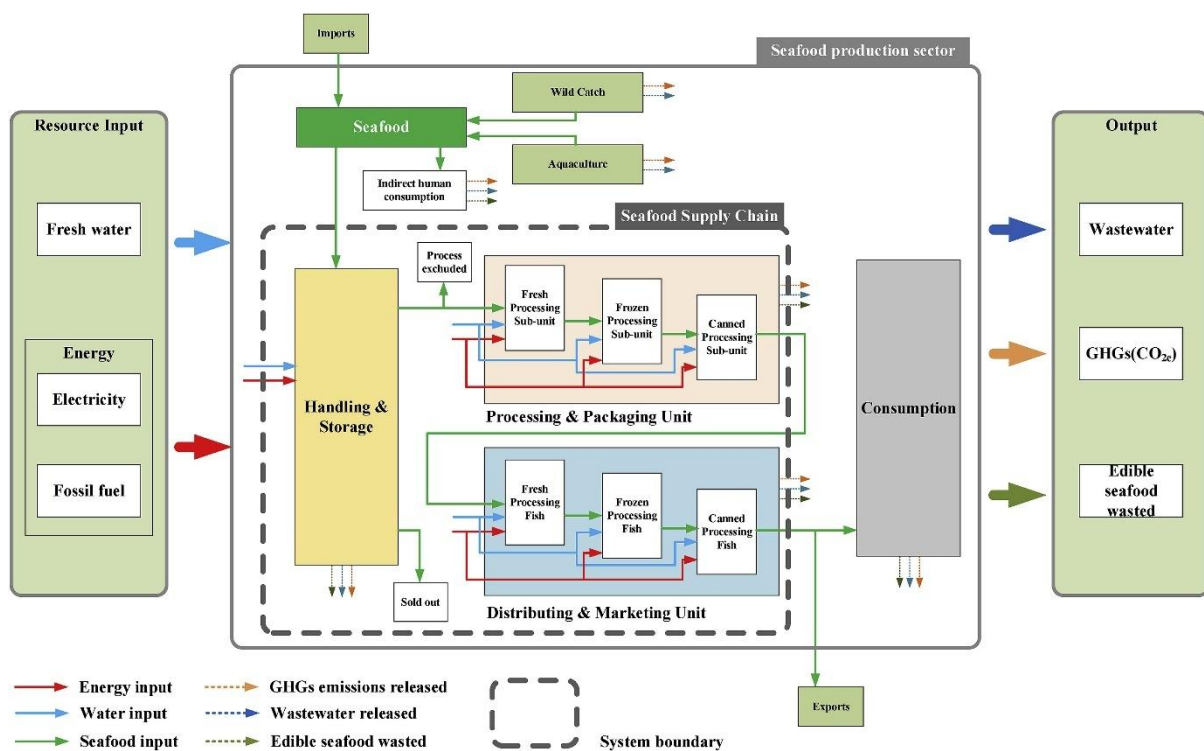 Imports
Seafood production sector
Resource Input
Fresh water
Energy
Electricity
Fossil fuel
Seafood
Wild Catch
Aquaculture
Indirect human
consumption
Seafood Supply Chain
Process
exchuded
Handling &
Storage
Sold out
Fresh
Processing
Sub-unit
Frozen
Processing
Sub-unit
Canned
Processing
Sub-unit
Processing & Packaging Unit
Fresh
Processing
Fish
Frozen
Processing
Fish
Canned
Processing
Fish
Distributing & Marketing Unit
Consumption
Exports
Output
Wastewater
GHGs(CO₂ₑ)
Edible
seafood
wasted
Energy input
Water input
Seafood input
GHGs emissions released
Wastewater released
Edible seafood wasted
System boundary